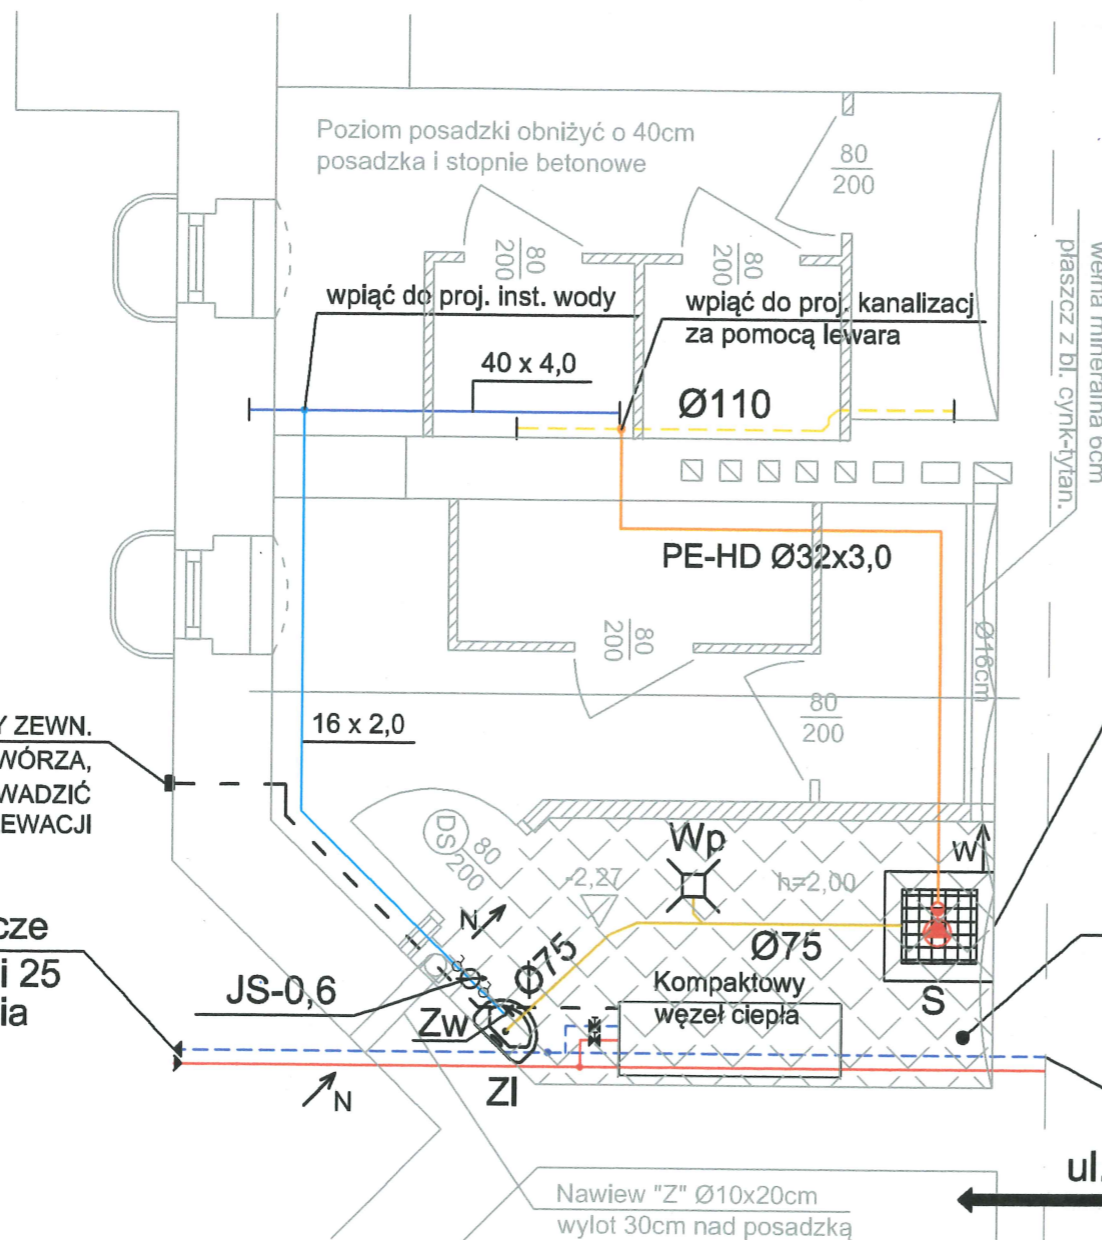 Poziom posadzki obniżyć o 40cm
posadzka i stopnie betonowe
80
200
80
200
80
200
wełna mineralna 6cm
płaszcz z bl. cynk-tytan.
wpiąć do proj. inst. wody
wpiąć do proj. kanalizacj
za pomocą lewara
40 x 4,0
Ø110
PE-HD Ø32x3,0
80
200
Ø16cm
80
200
16 x 2,0
Y ZEWN.
WÓRZA,
WADZIĆ
EWACJI
DS
80
200
Wp
W
-2,27
h=2,00
N
cze
i 25
ia
Ø75
Ø75
JS-0,6
Kompaktowy
węzeł ciepła
S
Zw
Zl
N
ul.
Nawiew "Z" Ø10x20cm
wylot 30cm nad posadzką